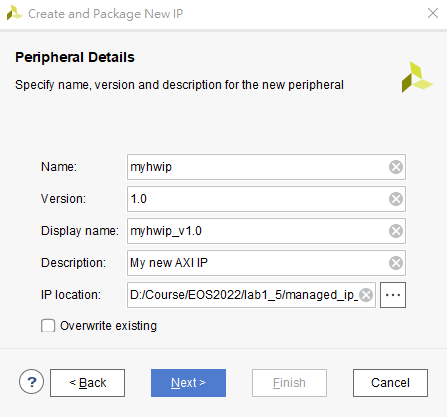 Create and Package New IP
Peripheral Details
Specify name, version and description for the new peripheral
Name: myhwip
Version: 1.0
Display name: myhwip_v1.0
Description: My new AXI IP
IP location: D:/Course/EOS2022/lab1_5/managed_ip_ ...
Overwrite existing
? < Back Next > Finish Cancel